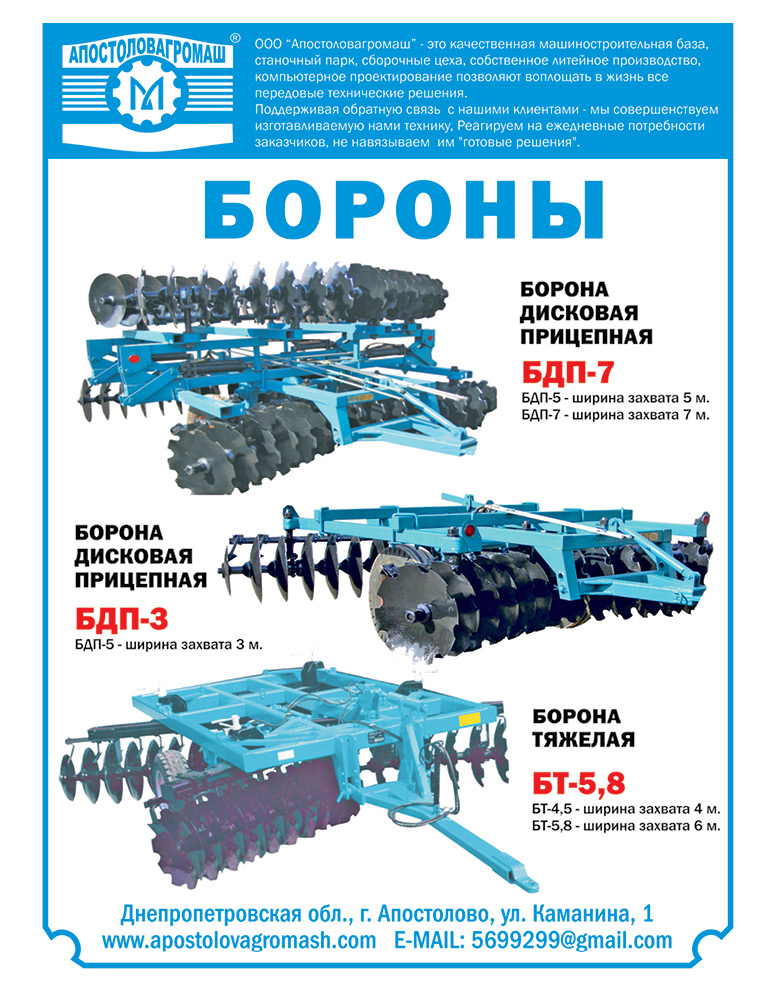 АПОСТОЛОВАГРОМАШ
®
М
ООО “Апостоловагромаш” - это качественная машиностроительная база,
станочный парк, сборочные цеха, собственное литейное производство,
компьютерное проектирование позволяют воплощать в жизнь все
передовые технические решения.
Поддерживая обратную связь с нашими клиентами - мы совершенствуем
изготавливаемую нами технику, Реагируем на ежедневные потребности
заказчиков, не навязываем им "готовые решения".
БОРОНЫ
БОРОНА
ДИСКОВАЯ
ПРИЦЕПНАЯ
БДП-7
БДП-5 - ширина захвата 5 м.
БДП-7 - ширина захвата 7 м.
БОРОНА
ДИСКОВАЯ
ПРИЦЕПНАЯ
БДП-3
БДП-5 - ширина захвата 3 м.
БОРОНА
ТЯЖЕЛАЯ
БТ-5,8
БТ-4,5 - ширина захвата 4 м.
БТ-5,8 - ширина захвата 6 м.
Днепропетровская обл., г. Апостолово, ул. Каманина, 1
www.apostolovagromash.com E-MAIL: 5699299@gmail.com